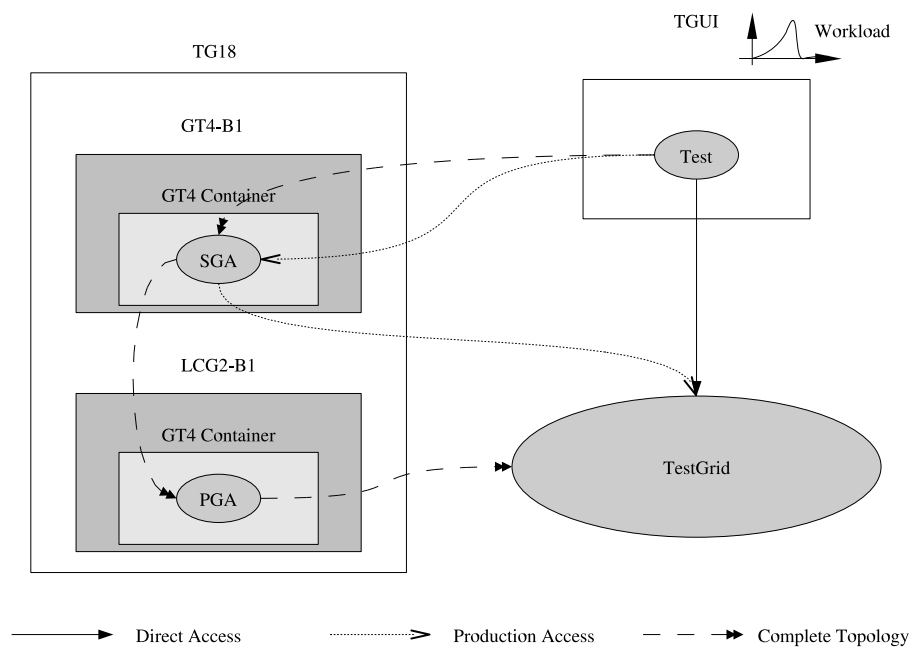 TGUI
Workload
TG18
GT4-B1
Test
GT4 Container
SGA
LCG2-B1
GT4 Container
TestGrid
PGA
Direct Access
Production Access
Complete Topology